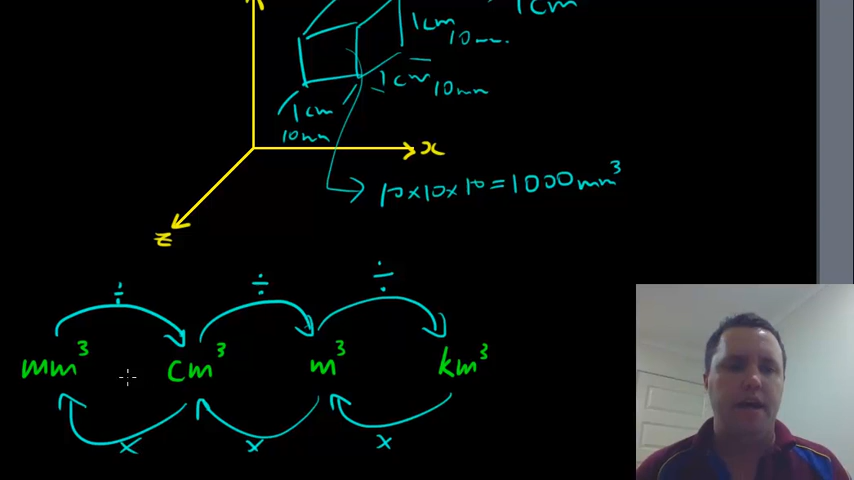 1cm
1cm 10mm.
1cm 10mm
1cm
10mm
x
10×10×10=1000mm³
z
÷ ÷ ÷
mm³ cm³ m³ km³
× × ×